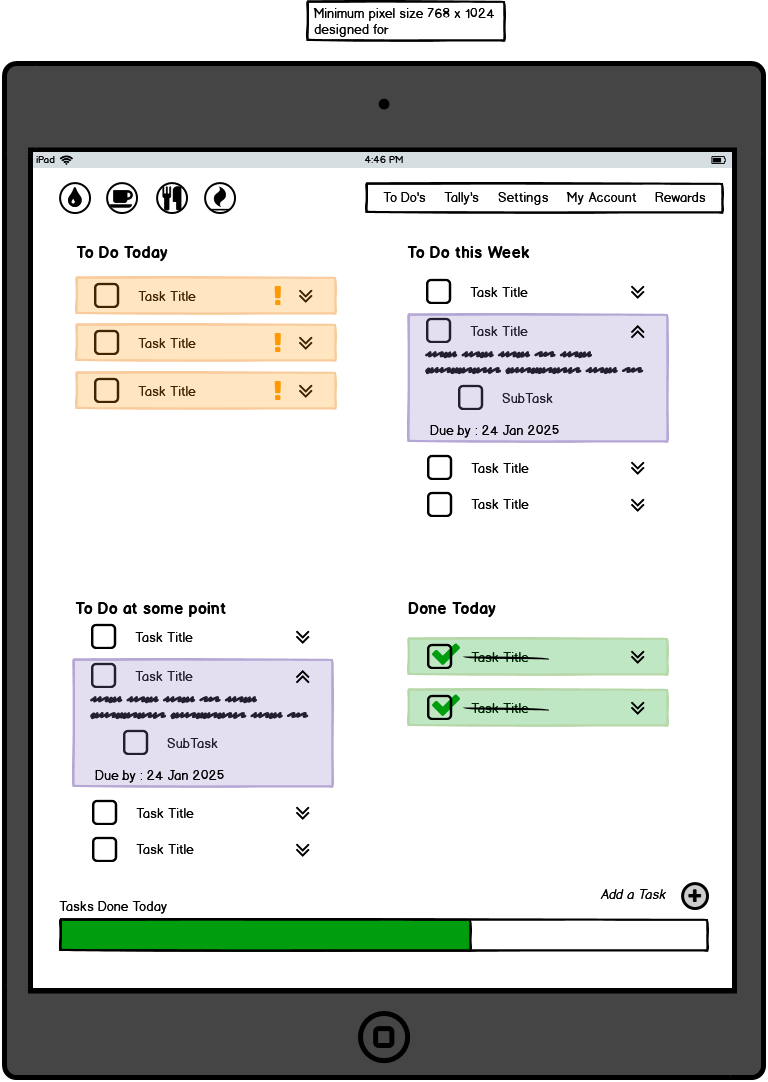 Minimum pixel size 768 x 1024
designed for
iPad
4:46 PM
To Do's Tally's Settings My Account Rewards
To Do Today
Task Title
Task Title
Task Title
To Do this Week
Task Title
Task Title
SubTask
Due by : 24 Jan 2025
Task Title
Task Title
To Do at some point
Task Title
Task Title
SubTask
Due by : 24 Jan 2025
Task Title
Task Title
Done Today
Task Title
Task Title
Add a Task
Tasks Done Today